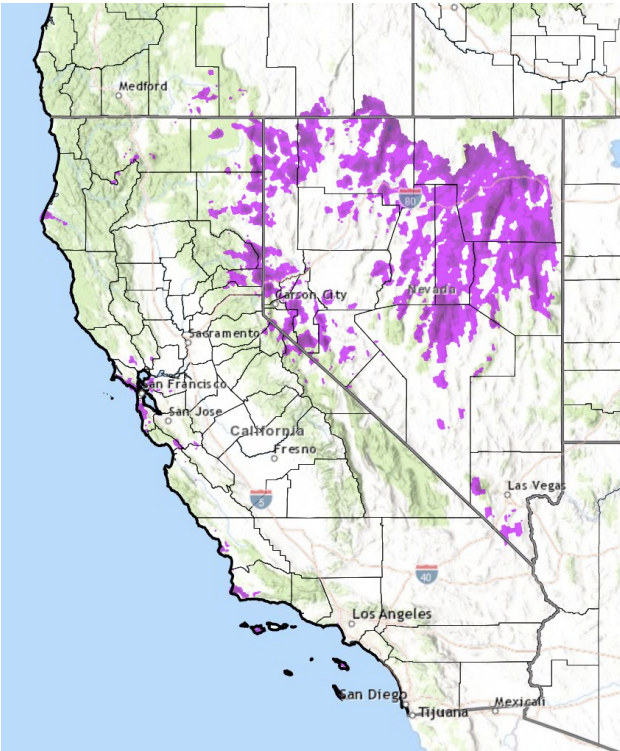 Medford
80
Nevada
Carson City
Sacramento
San Francisco
San Jose
California
Fresno
5
Las Vegas
40
Los Angeles
San Diego
Tijuana
Mexicali